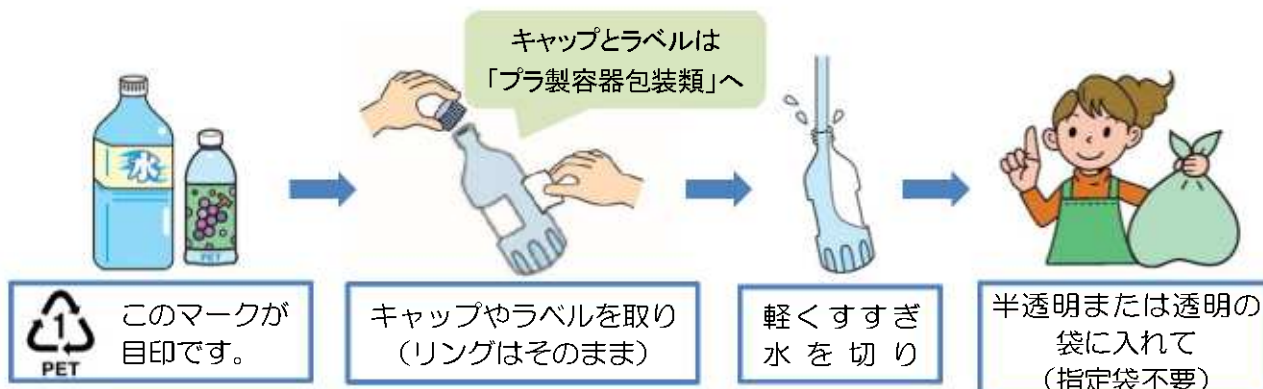 キャップとラベルは
「プラ製容器包装類」へ
水
PET
1
PET
このマークが
目印です。
キャップやラベルを取り
（リングはそのまま）
軽くすすぎ
水を切り
半透明または透明の
袋に入れて
（指定袋不要）